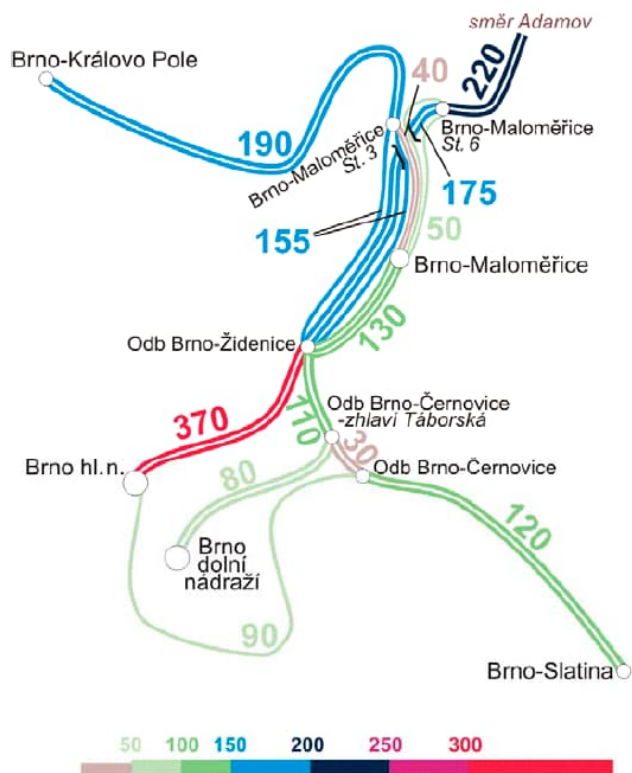 směr Adamov
Brno-Královo Pole
40
220
190
Brno-Maloměřice
St. 3
Brno-Maloměřice
St. 6
175
155
50
Brno-Maloměřice
130
Odb Brno-Židenice
370
110
Odb Brno-Černovice
-zhlaví Táborská
30
Brno hl.n.
80
Odb Brno-Černovice
120
Brno
dolní
nádraží
90
Brno-Slatina
50 100 150 200 250 300